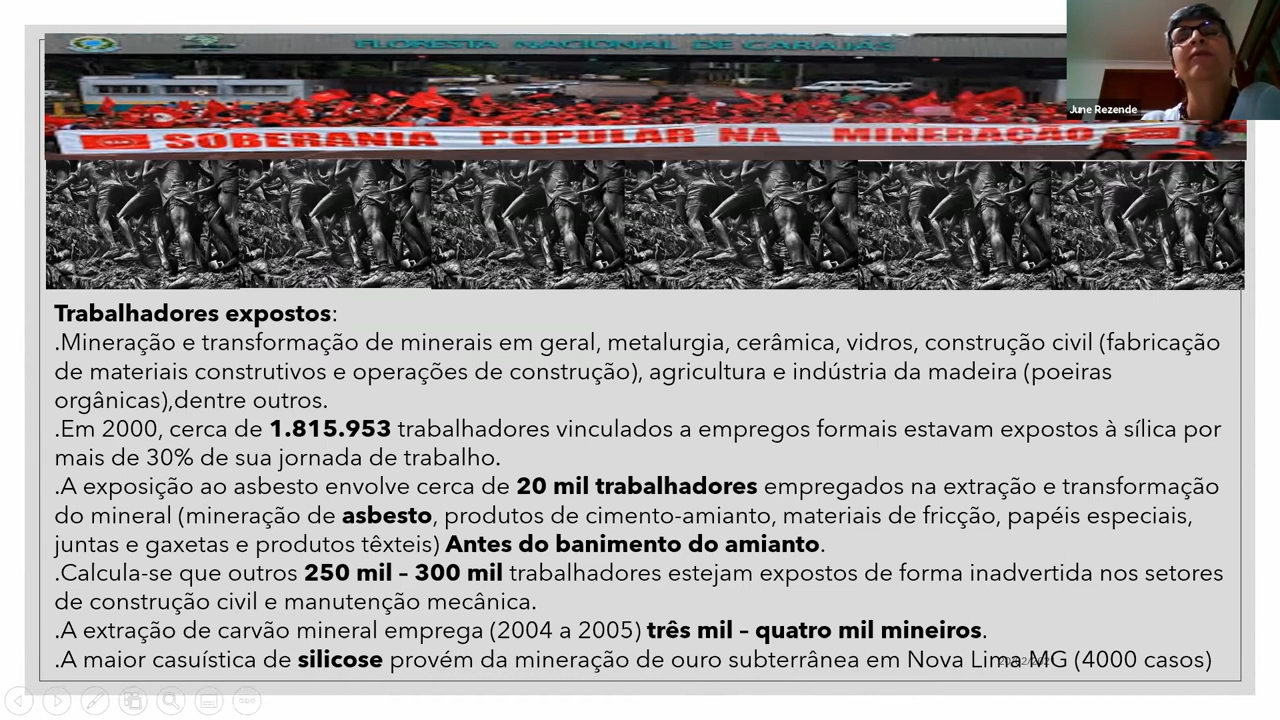 FLORESTA NACIONAL DE CARAJÁS
SOBERANIA POPULAR NA MINERAÇÃO
June Rezende
Trabalhadores expostos:
.Mineração e transformação de minerais em geral, metalurgia, cerâmica, vidros, construção civil (fabricação
de materiais construtivos e operações de construção), agricultura e indústria da madeira (poeiras
orgânicas),dentre outros.
.Em 2000, cerca de 1.815.953 trabalhadores vinculados a empregos formais estavam expostos à sílica por
mais de 30% de sua jornada de trabalho.
.A exposição ao asbesto envolve cerca de 20 mil trabalhadores empregados na extração e transformação
do mineral (mineração de asbesto, produtos de cimento-amianto, materiais de fricção, papéis especiais,
juntas e gaxetas e produtos têxteis) Antes do banimento do amianto.
.Calcula-se que outros 250 mil – 300 mil trabalhadores estejam expostos de forma inadvertida nos setores
de construção civil e manutenção mecânica.
.A extração de carvão mineral emprega (2004 a 2005) três mil – quatro mil mineiros.
.A maior casuística de silicose provém da mineração de ouro subterrânea em Nova Lima MG (4000 casos)